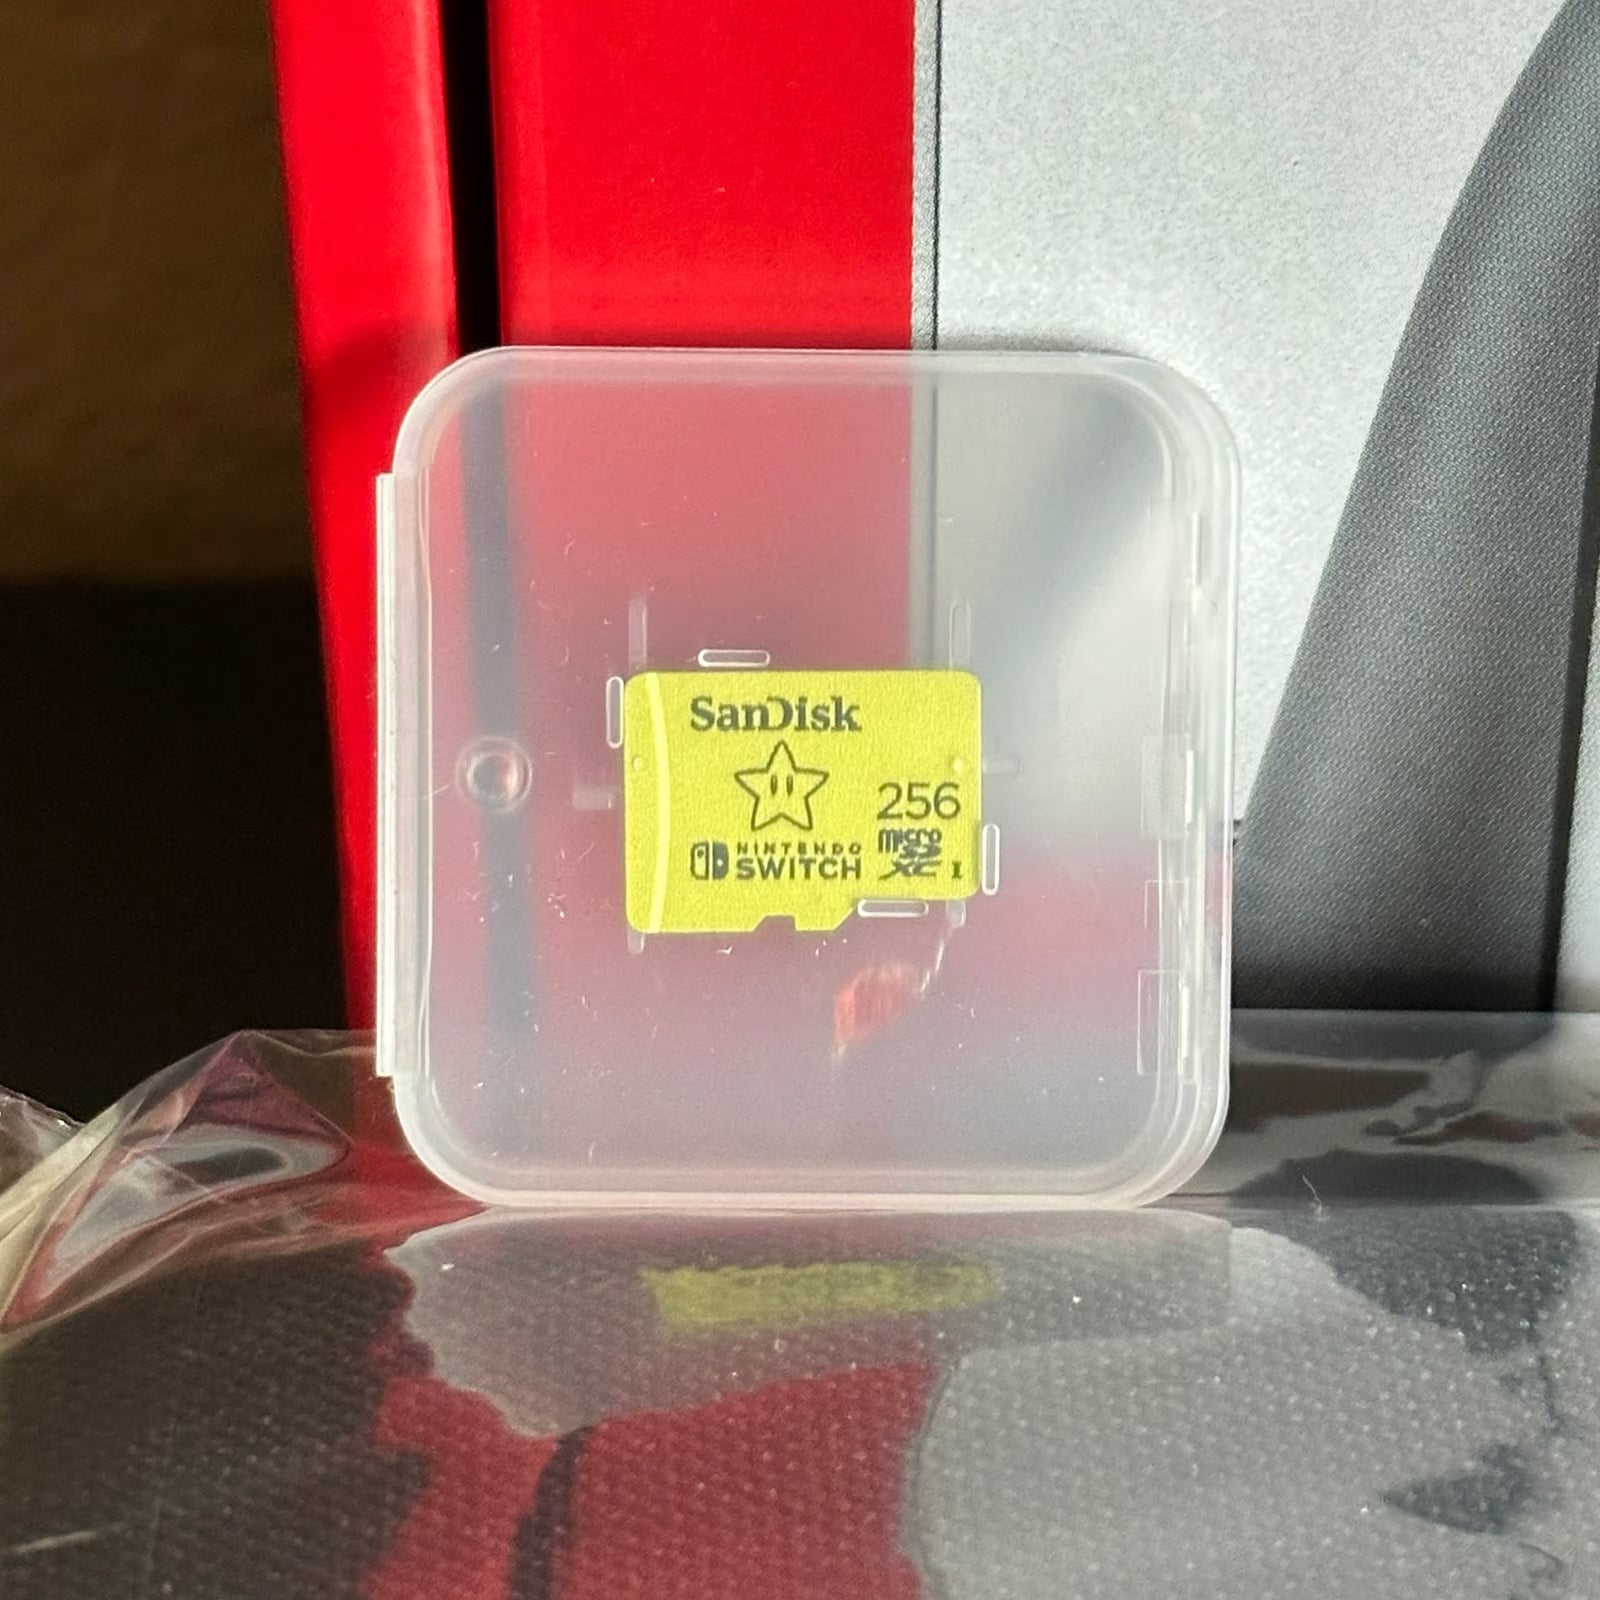 SanDisk
256
NINTENDO
SWITCH
micro
SD
XC I